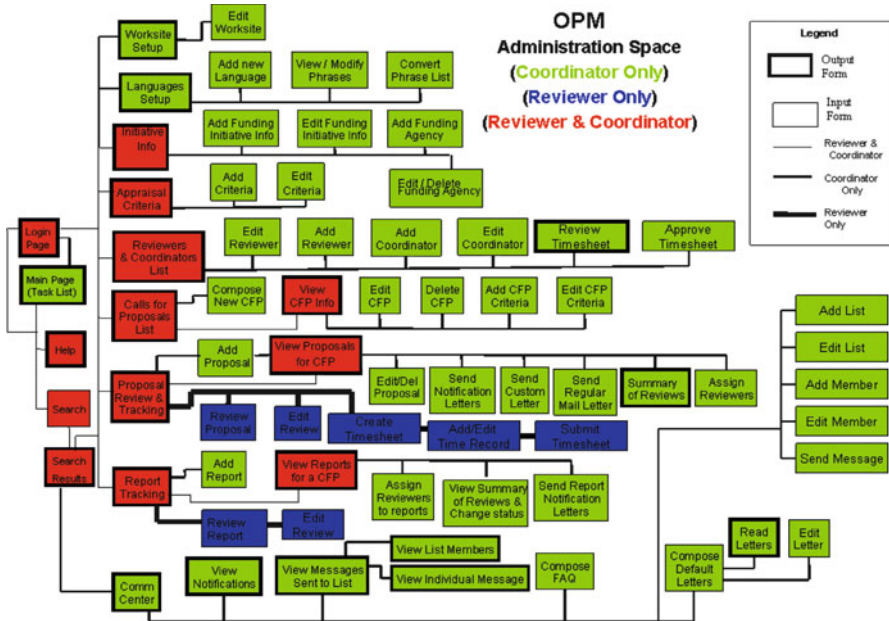 OPM
Administration Space
(Coordinator Only)
(Reviewer Only)
(Reviewer & Coordinator)
Legend
Output
Form
Input
Form
Reviewer &
Coordinator
Coordinator
Only
Reviewer
Only
Worksite
Setup
Edit
Worksite
Languages
Setup
Add new
Language
View / Modify
Phrases
Convert
Phrase List
Initiative
Info
Add Funding
Initiative Info
Edit Funding
Initiative Info
Add Funding
Agency
Edit / Delete
Funding Agency
Appraisal
Criteria
Add
Criteria
Edit
Criteria
Login
Page
Main Page
(Task List)
Help
Search
Search
Results
Reviewers
& Coordinators
List
Edit
Reviewer
Add
Reviewer
Add
Coordinator
Edit
Coordinator
Review
Timesheet
Approve
Timesheet
Calls for
Proposals
List
Compose
New CFP
View
CFP Info
Edit
CFP
Delete
CFP
Add CFP
Criteria
Edit CFP
Criteria
Proposal
Review &
Tracking
Add
Proposal
View Proposals
for CFP
Edit/Del
Proposal
Send
Notification
Letters
Send
Custom
Letter
Send
Regular
Mail Letter
Summary
of Reviews
Assign
Reviewers
Review
Proposal
Edit
Review
Create
Timesheet
Add/Edit
Time Record
Submit
Timesheet
Report
Tracking
Add
Report
View Reports
for a CFP
Assign
Reviewers
to reports
View Summary
of Reviews &
Change status
Send Report
Notification
Letters
Review
Report
Edit
Review
Comm
Center
View
Notifications
View Messages
Sent to List
View List Members
View Individual Message
Compose
FAQ
Compose
Default
Letters
Read
Letters
Edit
Letter
Add List
Edit List
Add Member
Edit Member
Send Message